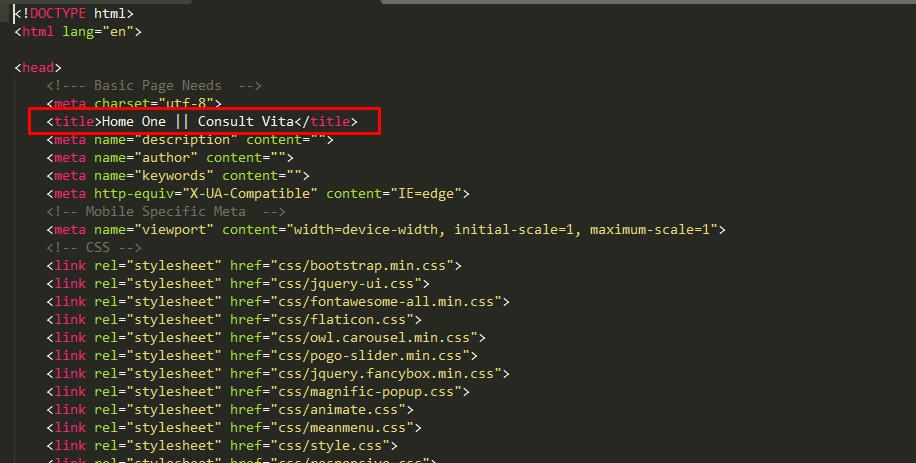 <!DOCTYPE html>
<html lang="en">
<head>
<!--- Basic Page Needs  -->
<meta charset="utf-8">
<title>Home One || Consult Vita</title>
<meta name="description" content="">
<meta name="author" content="">
<meta name="keywords" content="">
<meta http-equiv="X-UA-Compatible" content="IE=edge">
<!-- Mobile Specific Meta  -->
<meta name="viewport" content="width=device-width, initial-scale=1, maximum-scale=1">
<!-- CSS -->
<link rel="stylesheet" href="css/bootstrap.min.css">
<link rel="stylesheet" href="css/jquery-ui.css">
<link rel="stylesheet" href="css/fontawesome-all.min.css">
<link rel="stylesheet" href="css/flaticon.css">
<link rel="stylesheet" href="css/owl.carousel.min.css">
<link rel="stylesheet" href="css/pogo-slider.min.css">
<link rel="stylesheet" href="css/jquery.fancybox.min.css">
<link rel="stylesheet" href="css/magnific-popup.css">
<link rel="stylesheet" href="css/animate.css">
<link rel="stylesheet" href="css/meanmenu.css">
<link rel="stylesheet" href="css/style.css">
<link rel="stylesheet" href="css/responsive.css">